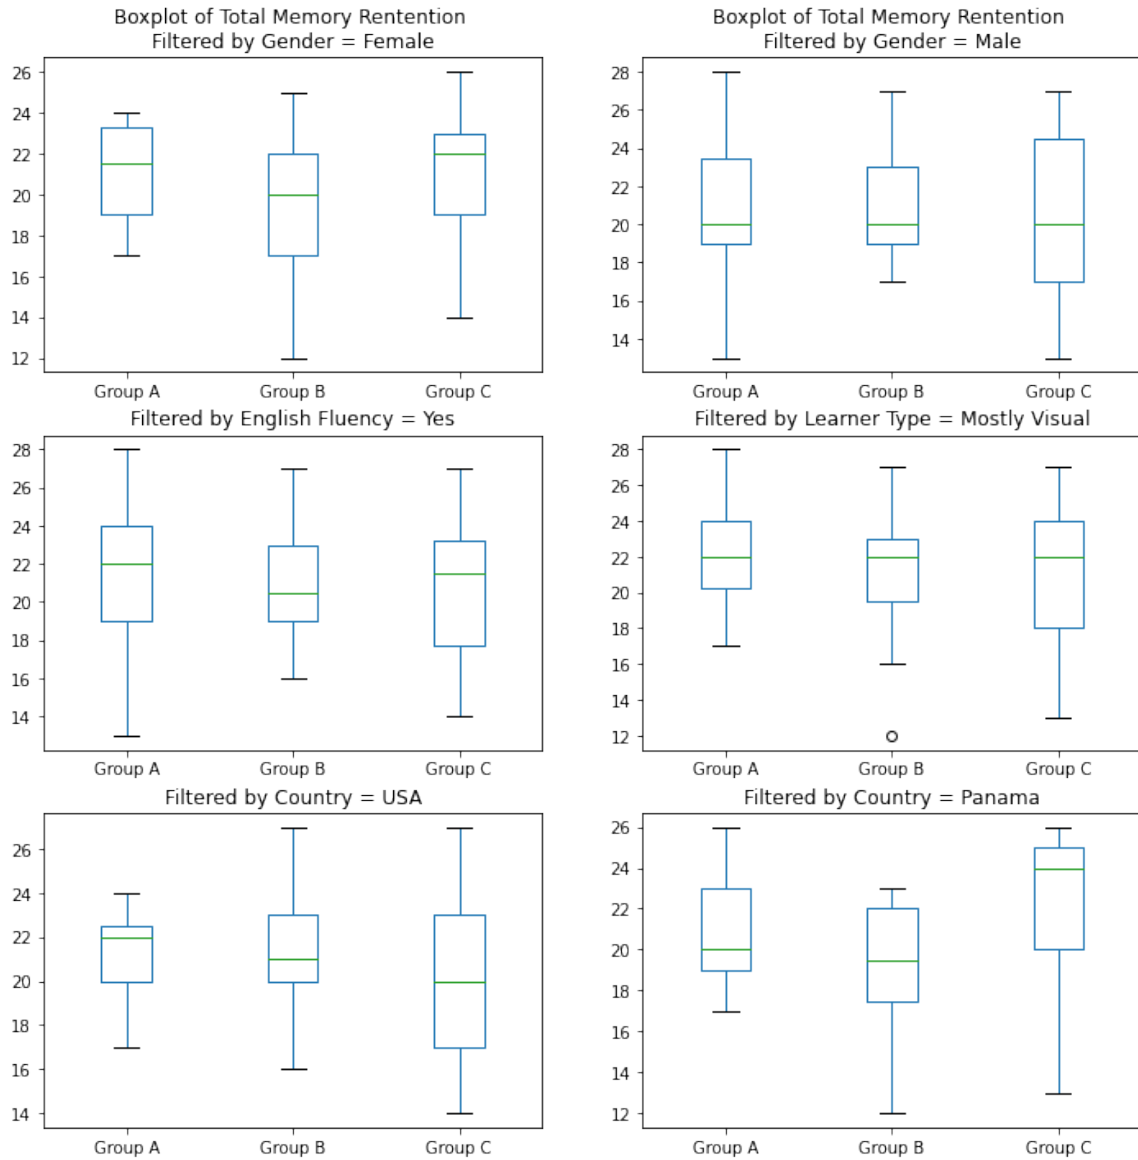 Boxplot of Total Memory Rentention
Filtered by Gender = Female
26
24
22
20
18
16
14
12
Group A
Group B
Group C
Boxplot of Total Memory Rentention
Filtered by Gender = Male
28
26
24
22
20
18
16
14
Group A
Group B
Group C
Filtered by English Fluency = Yes
28
26
24
22
20
18
16
14
Group A
Group B
Group C
Filtered by Learner Type = Mostly Visual
28
26
24
22
20
18
16
14
12
Group A
Group B
Group C
Filtered by Country = USA
26
24
22
20
18
16
14
Group A
Group B
Group C
Filtered by Country = Panama
26
24
22
20
18
16
14
12
Group A
Group B
Group C